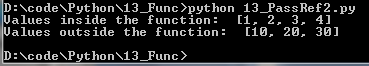 D:\code\Python\13_Func>python 13_PassRef2.py
Values inside the function:  [1, 2, 3, 4]
Values outside the function:  [10, 20, 30]
D:\code\Python\13_Func>